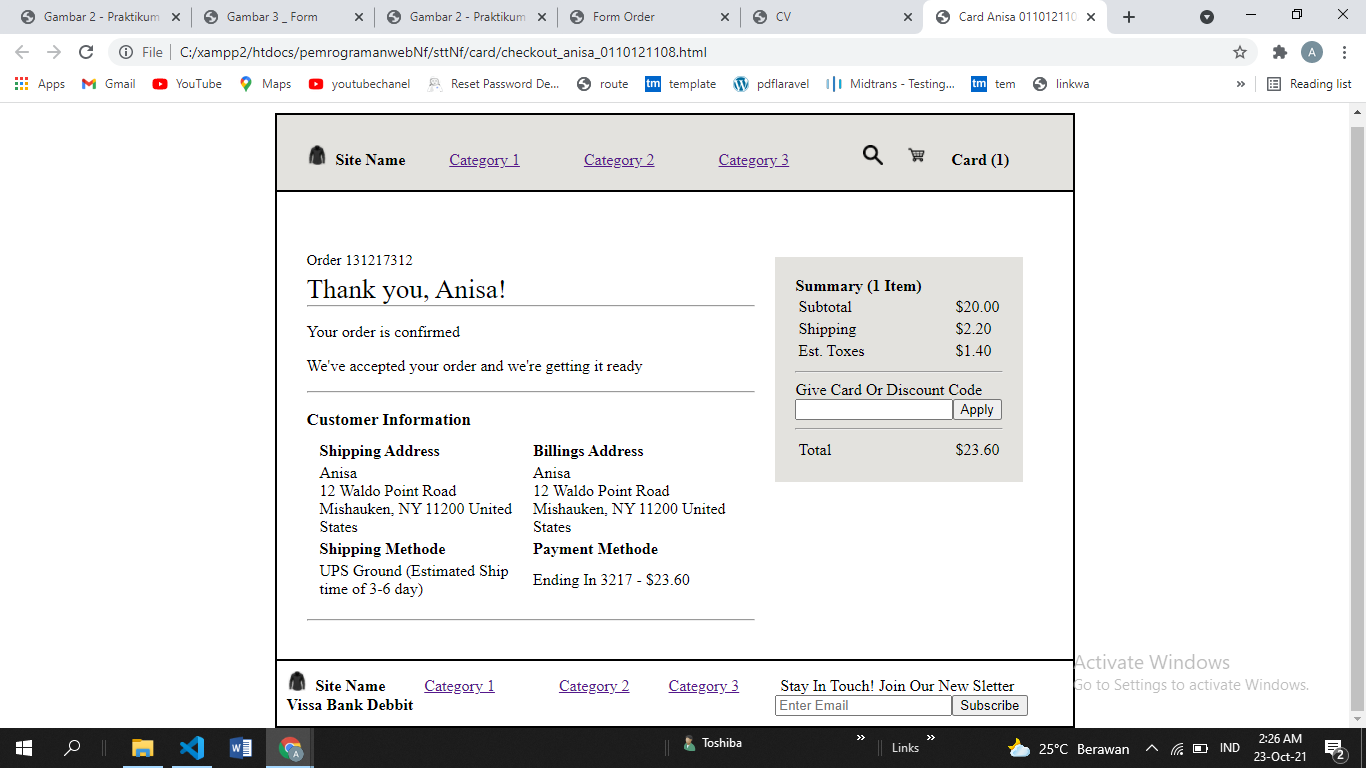 Gambar 2 - Praktikum
Gambar 3 _ Form
Gambar 2 - Praktikum
Form Order
CV
Card Anisa 011012110
File | C:/xampp2/htdocs/pemrogramanwebNf/sttNf/card/checkout_anisa_0110121108.html
A
Apps
Gmail
YouTube
Maps
youtubechanel
Reset Password De...
route
tm template
pdflaravel
Midtrans - Testing...
tm tem
linkwa
»
Reading list
Site Name
Category 1
Category 2
Category 3
Card (1)
Order 131217312
Thank you, Anisa!
Your order is confirmed
We've accepted your order and we're getting it ready
Customer Information
Shipping Address
Anisa
12 Waldo Point Road
Mishauken, NY 11200 United
States
Billings Address
Anisa
12 Waldo Point Road
Mishauken, NY 11200 United
States
Shipping Methode
UPS Ground (Estimated Ship
time of 3-6 day)
Payment Methode
Ending In 3217 - $23.60
Summary (1 Item)
Subtotal $20.00
Shipping $2.20
Est. Toxes $1.40
Give Card Or Discount Code
Apply
Total $23.60
Site Name
Vissa Bank Debbit
Category 1
Category 2
Category 3
Stay In Touch! Join Our New Sletter
Enter Email
Subscribe
Activate Windows
Go to Settings to activate Windows.
Toshiba
»
Links
»
25°C Berawan
IND
2:26 AM
23-Oct-21
2